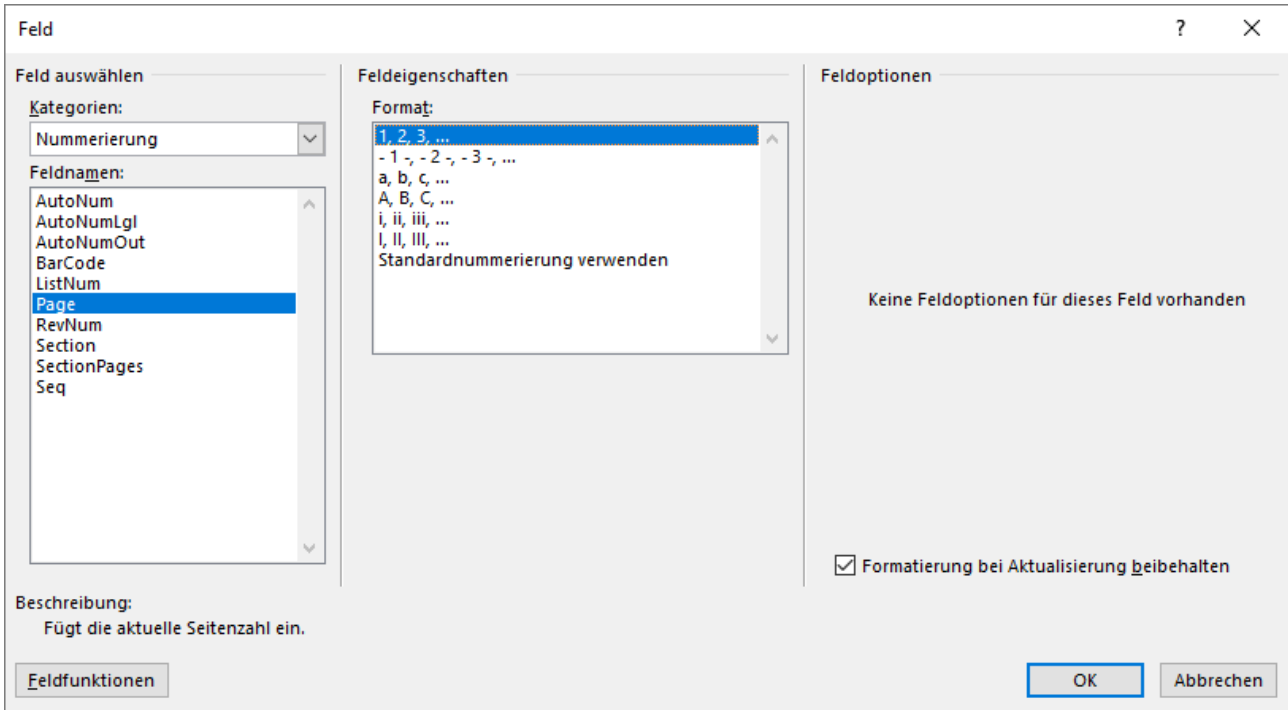 Feld
?
Feld auswählen
Kategorien:
Nummerierung
Feldnamen:
AutoNum
AutoNumLgl
AutoNumOut
BarCode
ListNum
Page
RevNum
Section
SectionPages
Seq
Feldeigenschaften
Format:
1, 2, 3, ...
- 1 -, - 2 -, - 3 -, ...
a, b, c, ...
A, B, C, ...
i, ii, iii, ...
I, II, III, ...
Standardnummerierung verwenden
Feldoptionen
Keine Feldoptionen für dieses Feld vorhanden
Formatierung bei Aktualisierung beibehalten
Beschreibung:
Fügt die aktuelle Seitenzahl ein.
Feldfunktionen
OK
Abbrechen